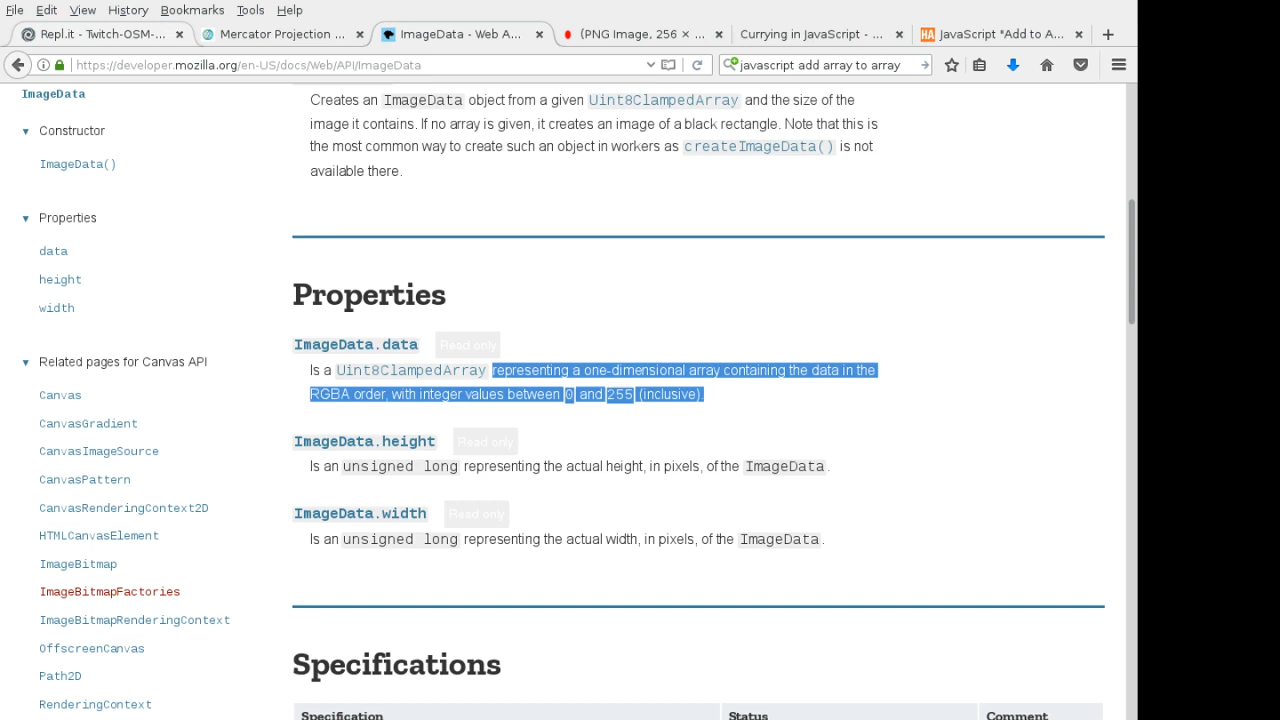 File Edit View History Bookmarks Tools Help
Repl.it - Twitch-OSM-... × Mercator Projection ... × ImageData - Web A... × (PNG Image, 256 × ... × Currying in JavaScript - ... × HA JavaScript "Add to A... × +
https://developer.mozilla.org/en-US/docs/Web/API/ImageData javascript add array to array
ImageData
Constructor
ImageData()
Properties
data
height
width
Related pages for Canvas API
Canvas
CanvasGradient
CanvasImageSource
CanvasPattern
CanvasRenderingContext2D
HTMLCanvasElement
ImageBitmap
ImageBitmapFactories
ImageBitmapRenderingContext
OffscreenCanvas
Path2D
RenderingContext
Creates an ImageData object from a given Uint8ClampedArray and the size of the
image it contains. If no array is given, it creates an image of a black rectangle. Note that this is
the most common way to create such an object in workers as createImageData() is not
available there.
Properties
ImageData.data Read only
Is a Uint8ClampedArray representing a one-dimensional array containing the data in the
RGBA order, with integer values between 0 and 255 (inclusive).
ImageData.height Read only
Is an unsigned long representing the actual height, in pixels, of the ImageData.
ImageData.width Read only
Is an unsigned long representing the actual width, in pixels, of the ImageData.
Specifications
Specification Status Comment